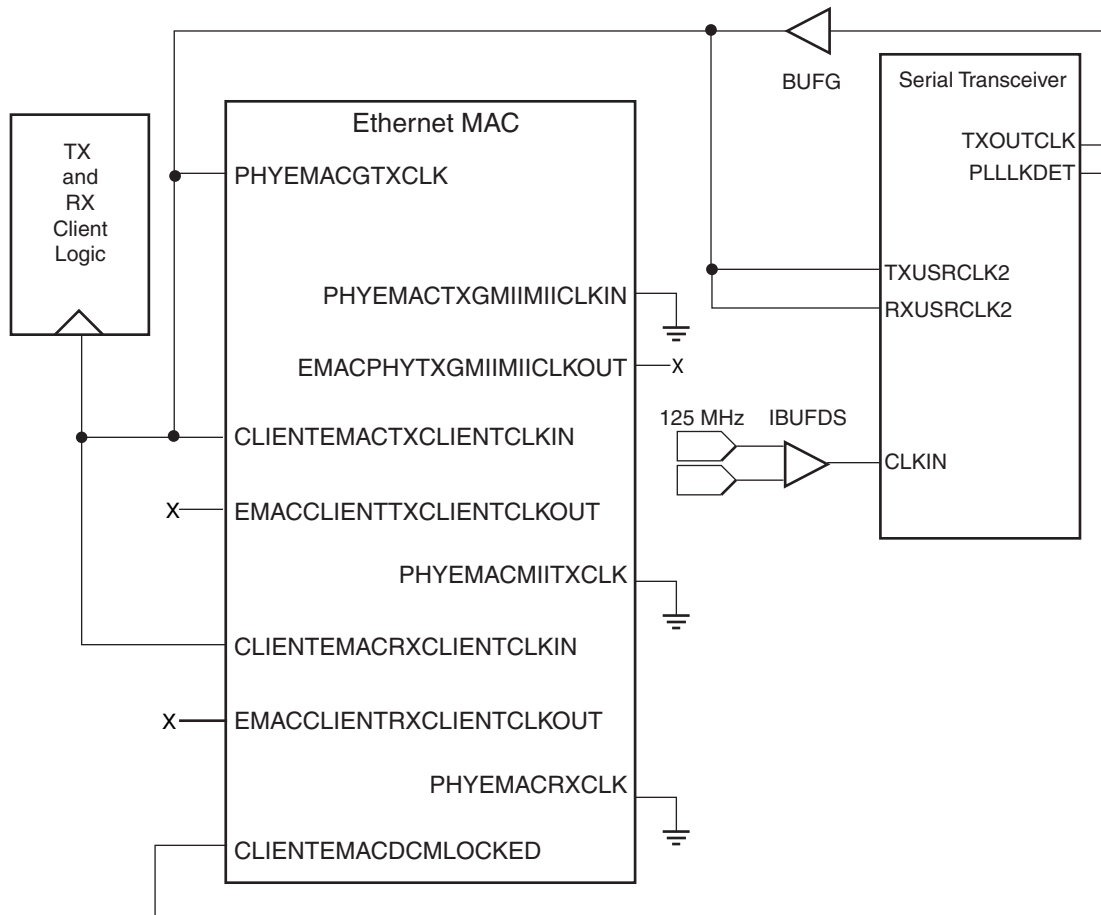 BUFG
Serial Transceiver
TXOUTCLK
PLLLKDET
TXUSRCLK2
RXUSRCLK2
CLKIN
125 MHz
IBUFDS
TX
and
RX
Client
Logic
Ethernet MAC
PHYEMACGTXCLK
PHYEMACTXGMIIMIICLKIN
EMACPHYTXGMIIMIICLKOUT
X
CLIENTEMACTXCLIENTCLKIN
X
EMACCLIENTTXCLIENTCLKOUT
PHYEMACMIITXCLK
CLIENTEMACRXCLIENTCLKIN
X
EMACCLIENTRXCLIENTCLKOUT
PHYEMACRXCLK
CLIENTEMACDCMLOCKED